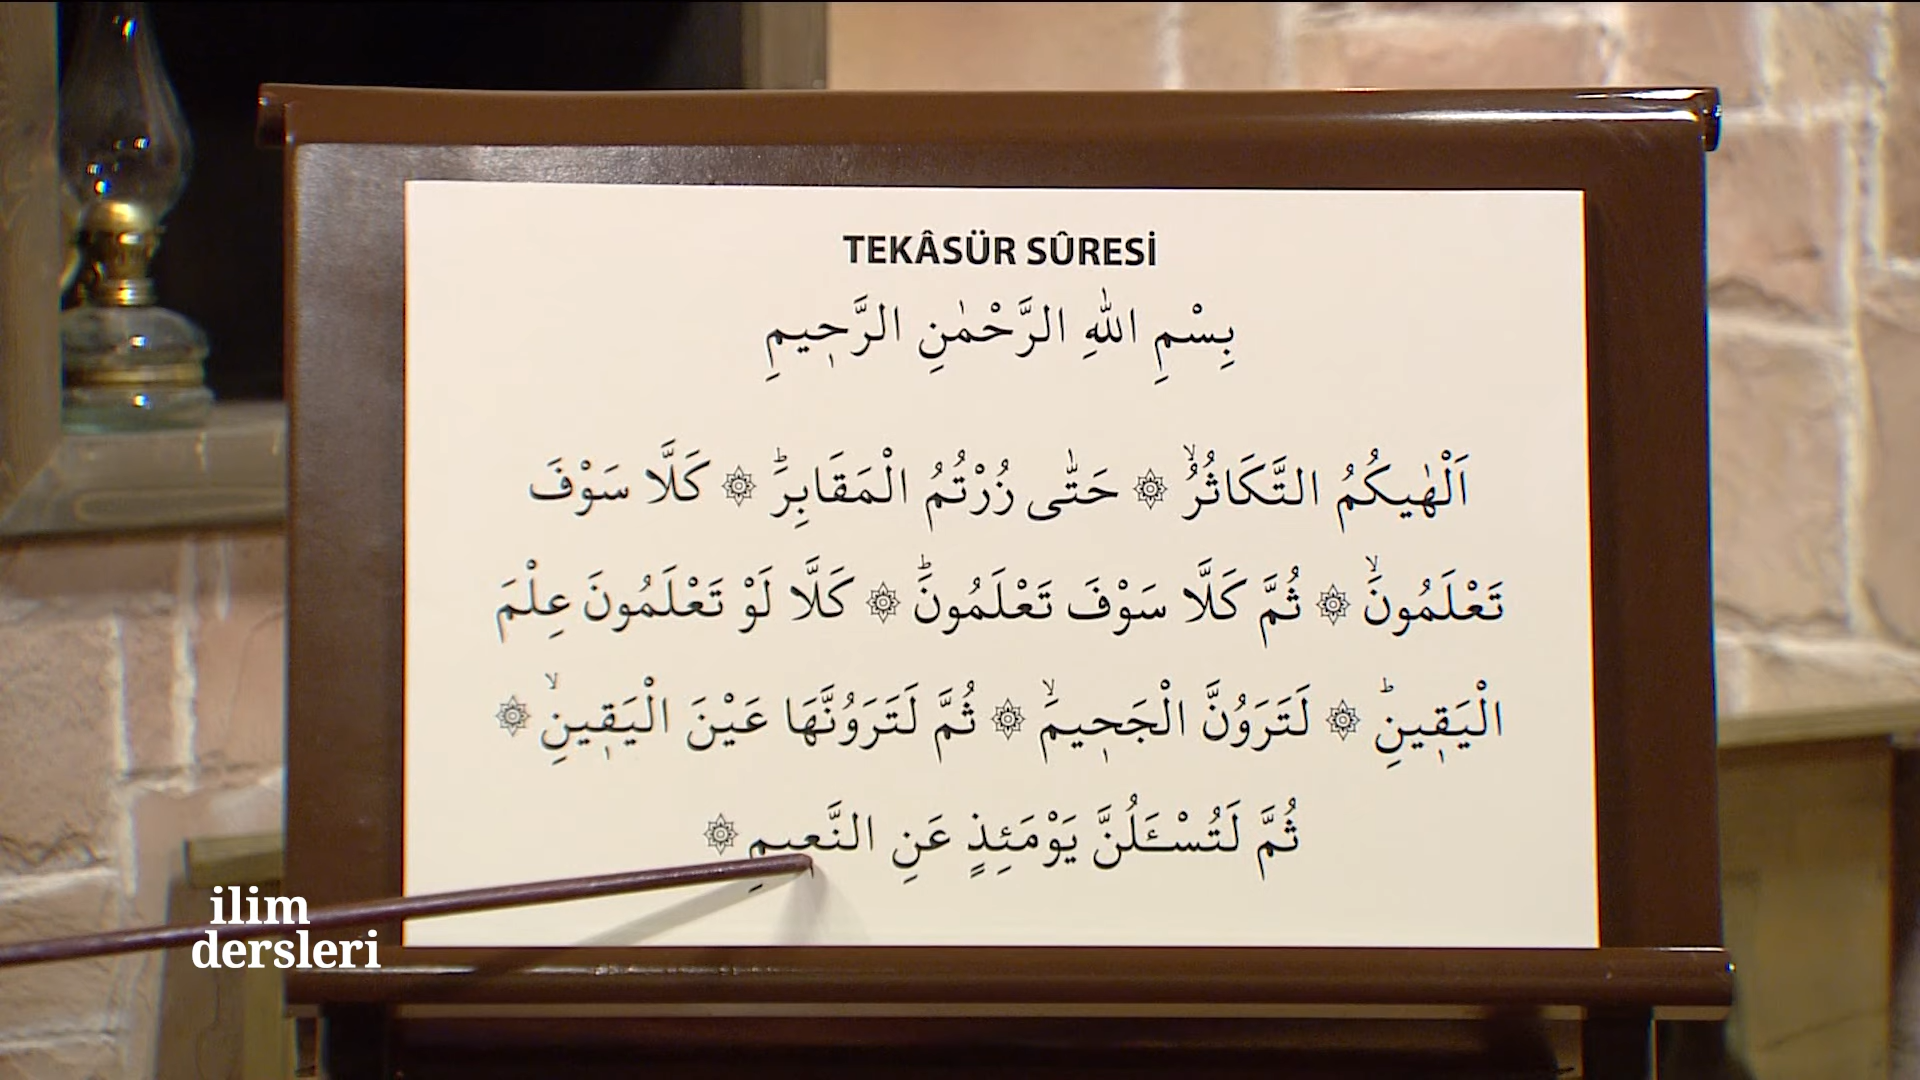 TEKÂSÜR SÛRESİ
بِسْمِ اللّٰهِ الرَّحْمٰنِ الرَّحٖيمِ
اَلْهٰيكُمُ التَّكَاثُرُۙ ۞ حَتّٰى زُرْتُمُ الْمَقَابِرَؕ ۞ كَلَّا سَوْفَ
تَعْلَمُونَۙ ۞ ثُمَّ كَلَّا سَوْفَ تَعْلَمُونَؕ ۞ كَلَّا لَوْ تَعْلَمُونَ عِلْمَ
الْيَقٖينِؕ ۞ لَتَرَوُنَّ الْجَحٖيمَۙ ۞ ثُمَّ لَتَرَوُنَّهَا عَيْنَ الْيَقٖينِۙ ۞
ثُمَّ لَتُسْـَٔلُنَّ يَوْمَئِذٍ عَنِ النَّعٖيمِ ۞
ilim
dersleri